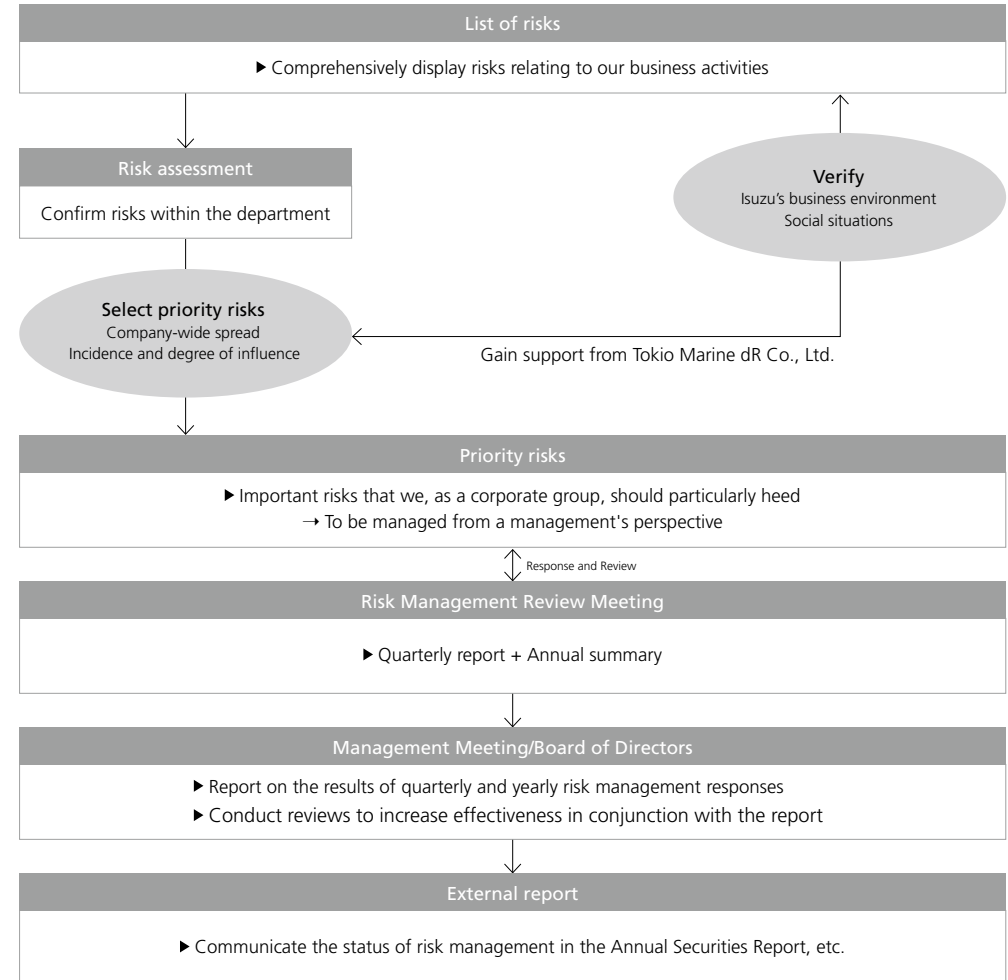 List of risks
▶ Comprehensively display risks relating to our business activities
Risk assessment
Confirm risks within the department
Verify
Isuzu's business environment
Social situations
Select priority risks
Company-wide spread
Incidence and degree of influence
Gain support from Tokio Marine dR Co., Ltd.
Priority risks
▶ Important risks that we, as a corporate group, should particularly heed
→ To be managed from a management's perspective
Response and Review
Risk Management Review Meeting
▶ Quarterly report + Annual summary
Management Meeting/Board of Directors
▶ Report on the results of quarterly and yearly risk management responses
▶ Conduct reviews to increase effectiveness in conjunction with the report
External report
▶ Communicate the status of risk management in the Annual Securities Report, etc.